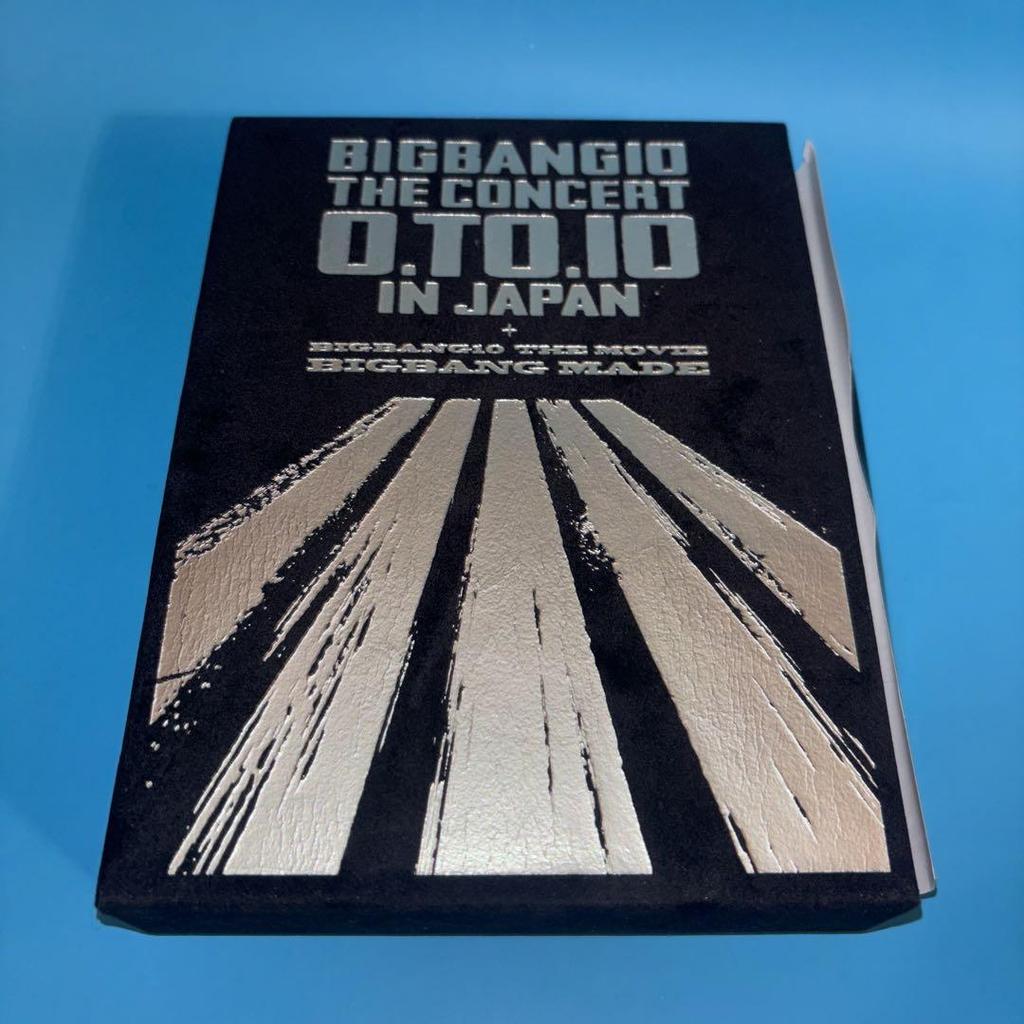 BIGBANG10
THE CONCERT
0.TO.10
IN JAPAN
+
BIGBANG10 THE MOVIE
BIGBANG MADE